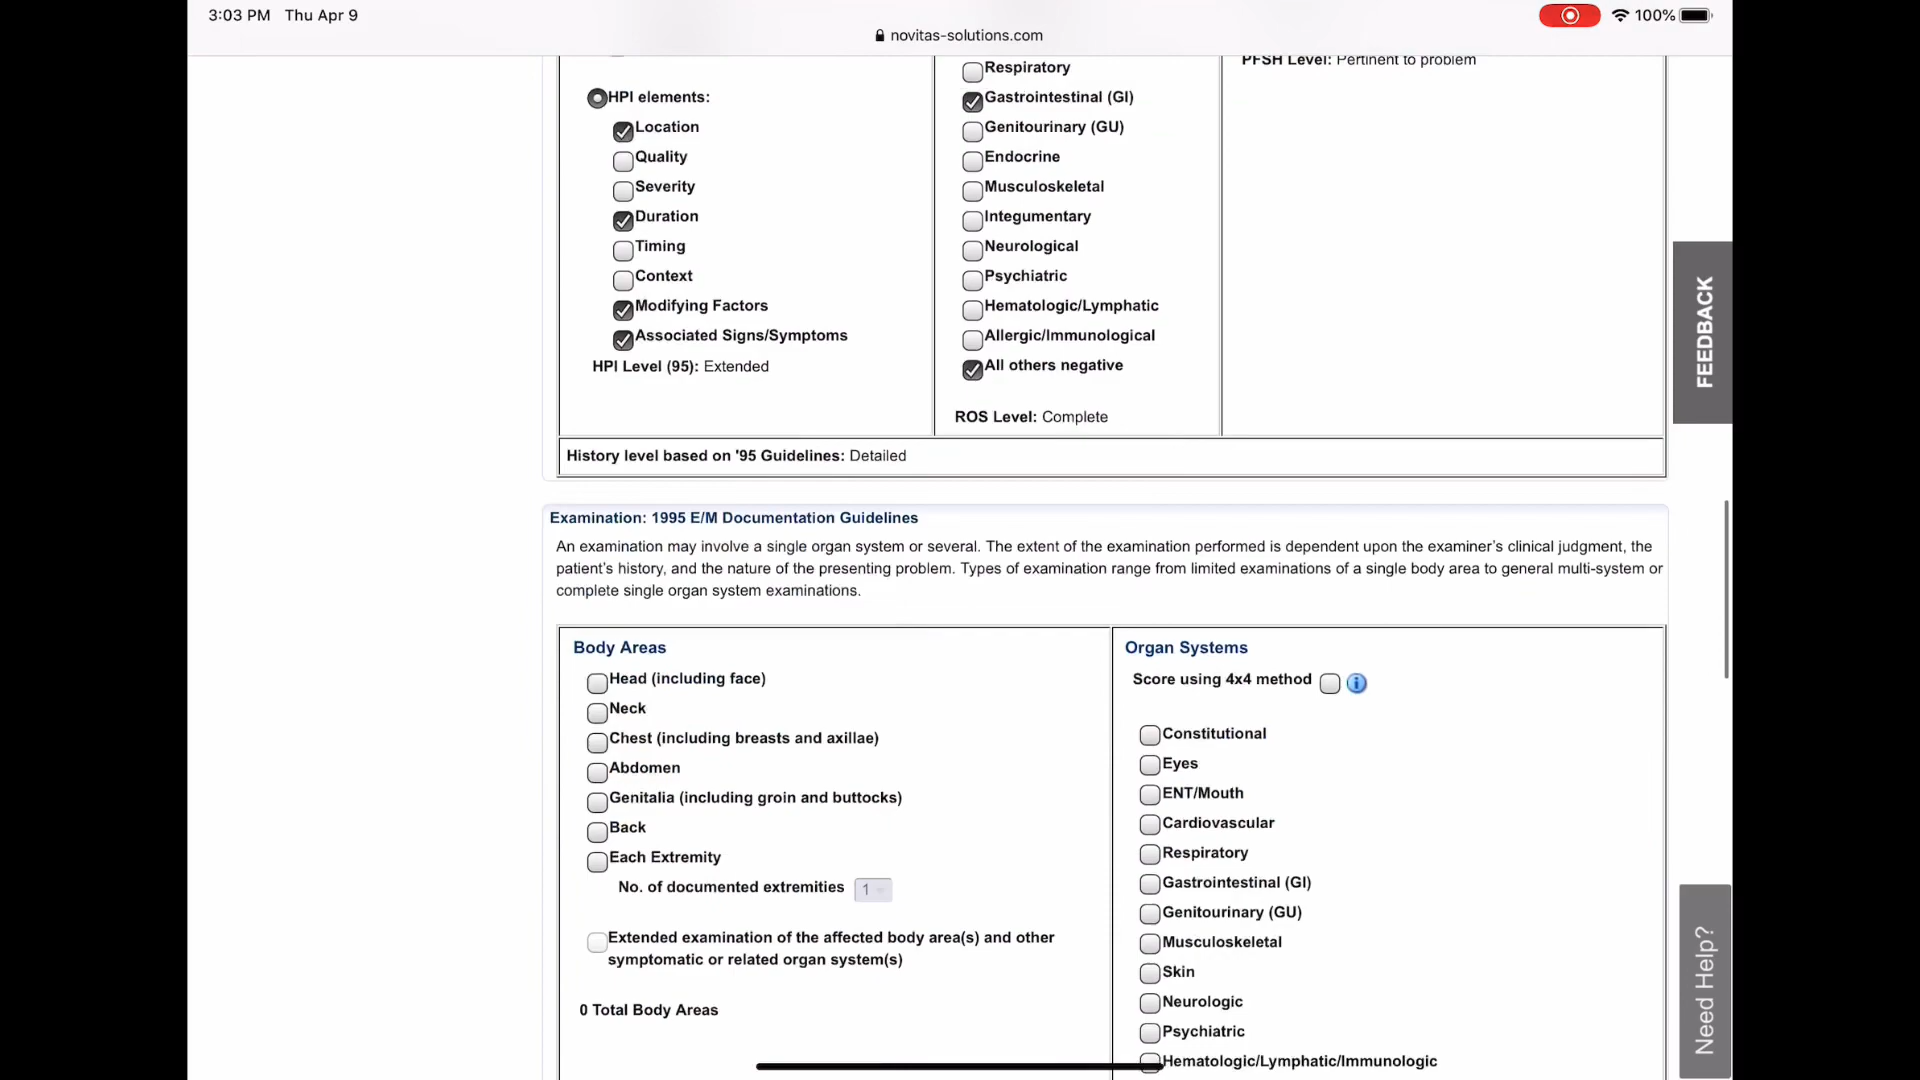 3:03 PM Thu Apr 9
100%
novitas-solutions.com
HPI elements:
Location
Quality
Severity
Duration
Timing
Context
Modifying Factors
Associated Signs/Symptoms
HPI Level (95): Extended
Respiratory
Gastrointestinal (GI)
Genitourinary (GU)
Endocrine
Musculoskeletal
Integumentary
Neurological
Psychiatric
Hematologic/Lymphatic
Allergic/Immunological
All others negative
ROS Level: Complete
PFSH Level: Pertinent to problem
History level based on '95 Guidelines: Detailed
Examination: 1995 E/M Documentation Guidelines
An examination may involve a single organ system or several. The extent of the examination performed is dependent upon the examiner's clinical judgment, the
patient's history, and the nature of the presenting problem. Types of examination range from limited examinations of a single body area to general multi-system or
complete single organ system examinations.
Body Areas
Head (including face)
Neck
Chest (including breasts and axillae)
Abdomen
Genitalia (including groin and buttocks)
Back
Each Extremity
No. of documented extremities 1
Extended examination of the affected body area(s) and other
symptomatic or related organ system(s)
0 Total Body Areas
Organ Systems
Score using 4x4 method
Constitutional
Eyes
ENT/Mouth
Cardiovascular
Respiratory
Gastrointestinal (GI)
Genitourinary (GU)
Musculoskeletal
Skin
Neurologic
Psychiatric
Hematologic/Lymphatic/Immunologic
FEEDBACK
Need Help?